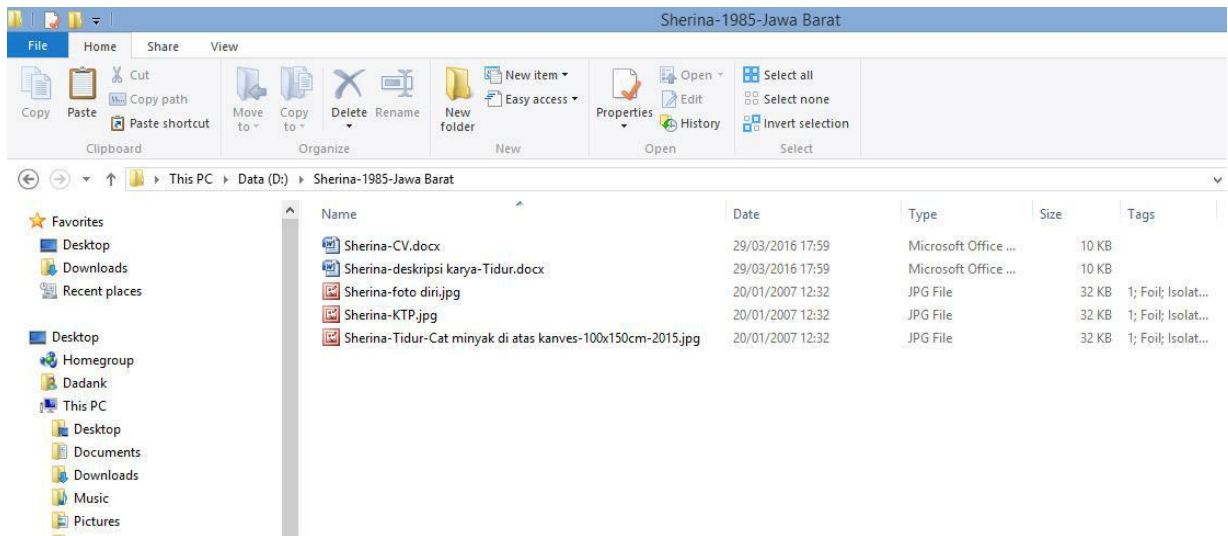 Sherina-1985-Jawa Barat
File Home Share View
Copy Paste Cut Copy path Paste shortcut Move to Copy to Delete Rename New folder New item Easy access Properties Open Edit History Select all Select none Invert selection
Clipboard Organize New Open Select
This PC Data (D:) Sherina-1985-Jawa Barat
Favorites
Desktop
Downloads
Recent places
Desktop
Homegroup
Dadank
This PC
Desktop
Documents
Downloads
Music
Pictures
Name Date Type Size Tags
Sherina-CV.docx 29/03/2016 17:59 Microsoft Office ... 10 KB
Sherina-deskripsi karya-Tidur.docx 29/03/2016 17:59 Microsoft Office ... 10 KB
Sherina-foto diri.jpg 20/01/2007 12:32 JPG File 32 KB 1; Foil; Isolat...
Sherina-KTP.jpg 20/01/2007 12:32 JPG File 32 KB 1; Foil; Isolat...
Sherina-Tidur-Cat minyak di atas kanves-100x150cm-2015.jpg 20/01/2007 12:32 JPG File 32 KB 1; Foil; Isolat...